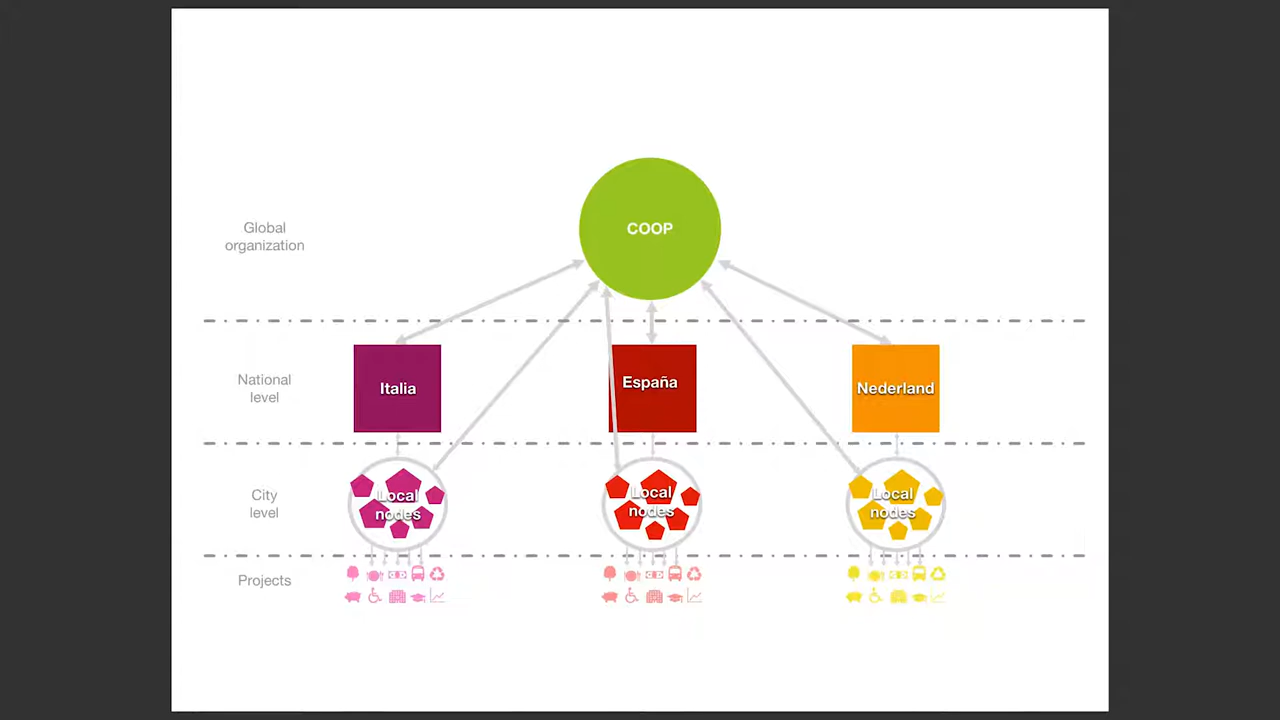 COOP
Global
organization
National
level
Italia
España
Nederland
City
level
Local
nodes
Local
nodes
Local
nodes
Projects